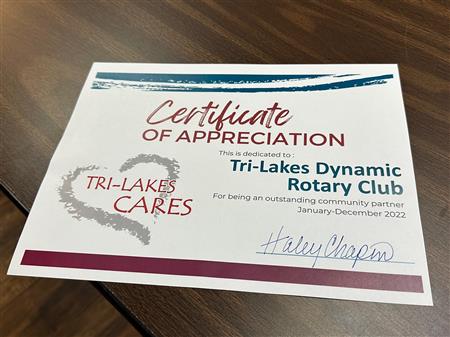 Certificate
OF APPRECIATION
This is dedicated to :
Tri-Lakes Dynamic
Rotary Club
For being an outstanding community partner
January-December 2022
TRI-LAKES
CARES
Haley Chapin